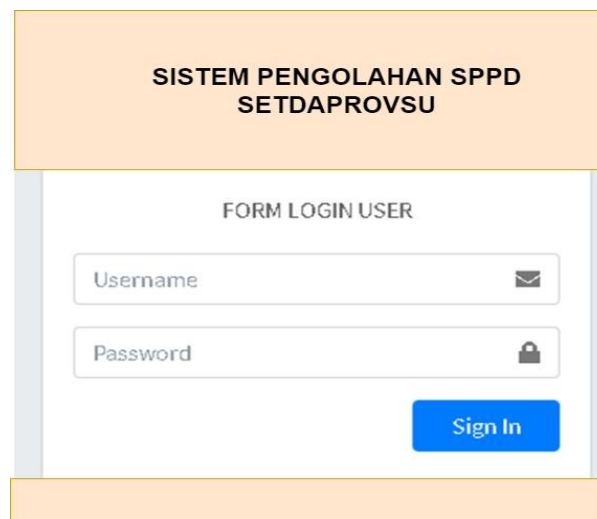 SISTEM PENGOLAHAN SPPD
SETDAPROVSU
FORM LOGIN USER
Username
Password
Sign In